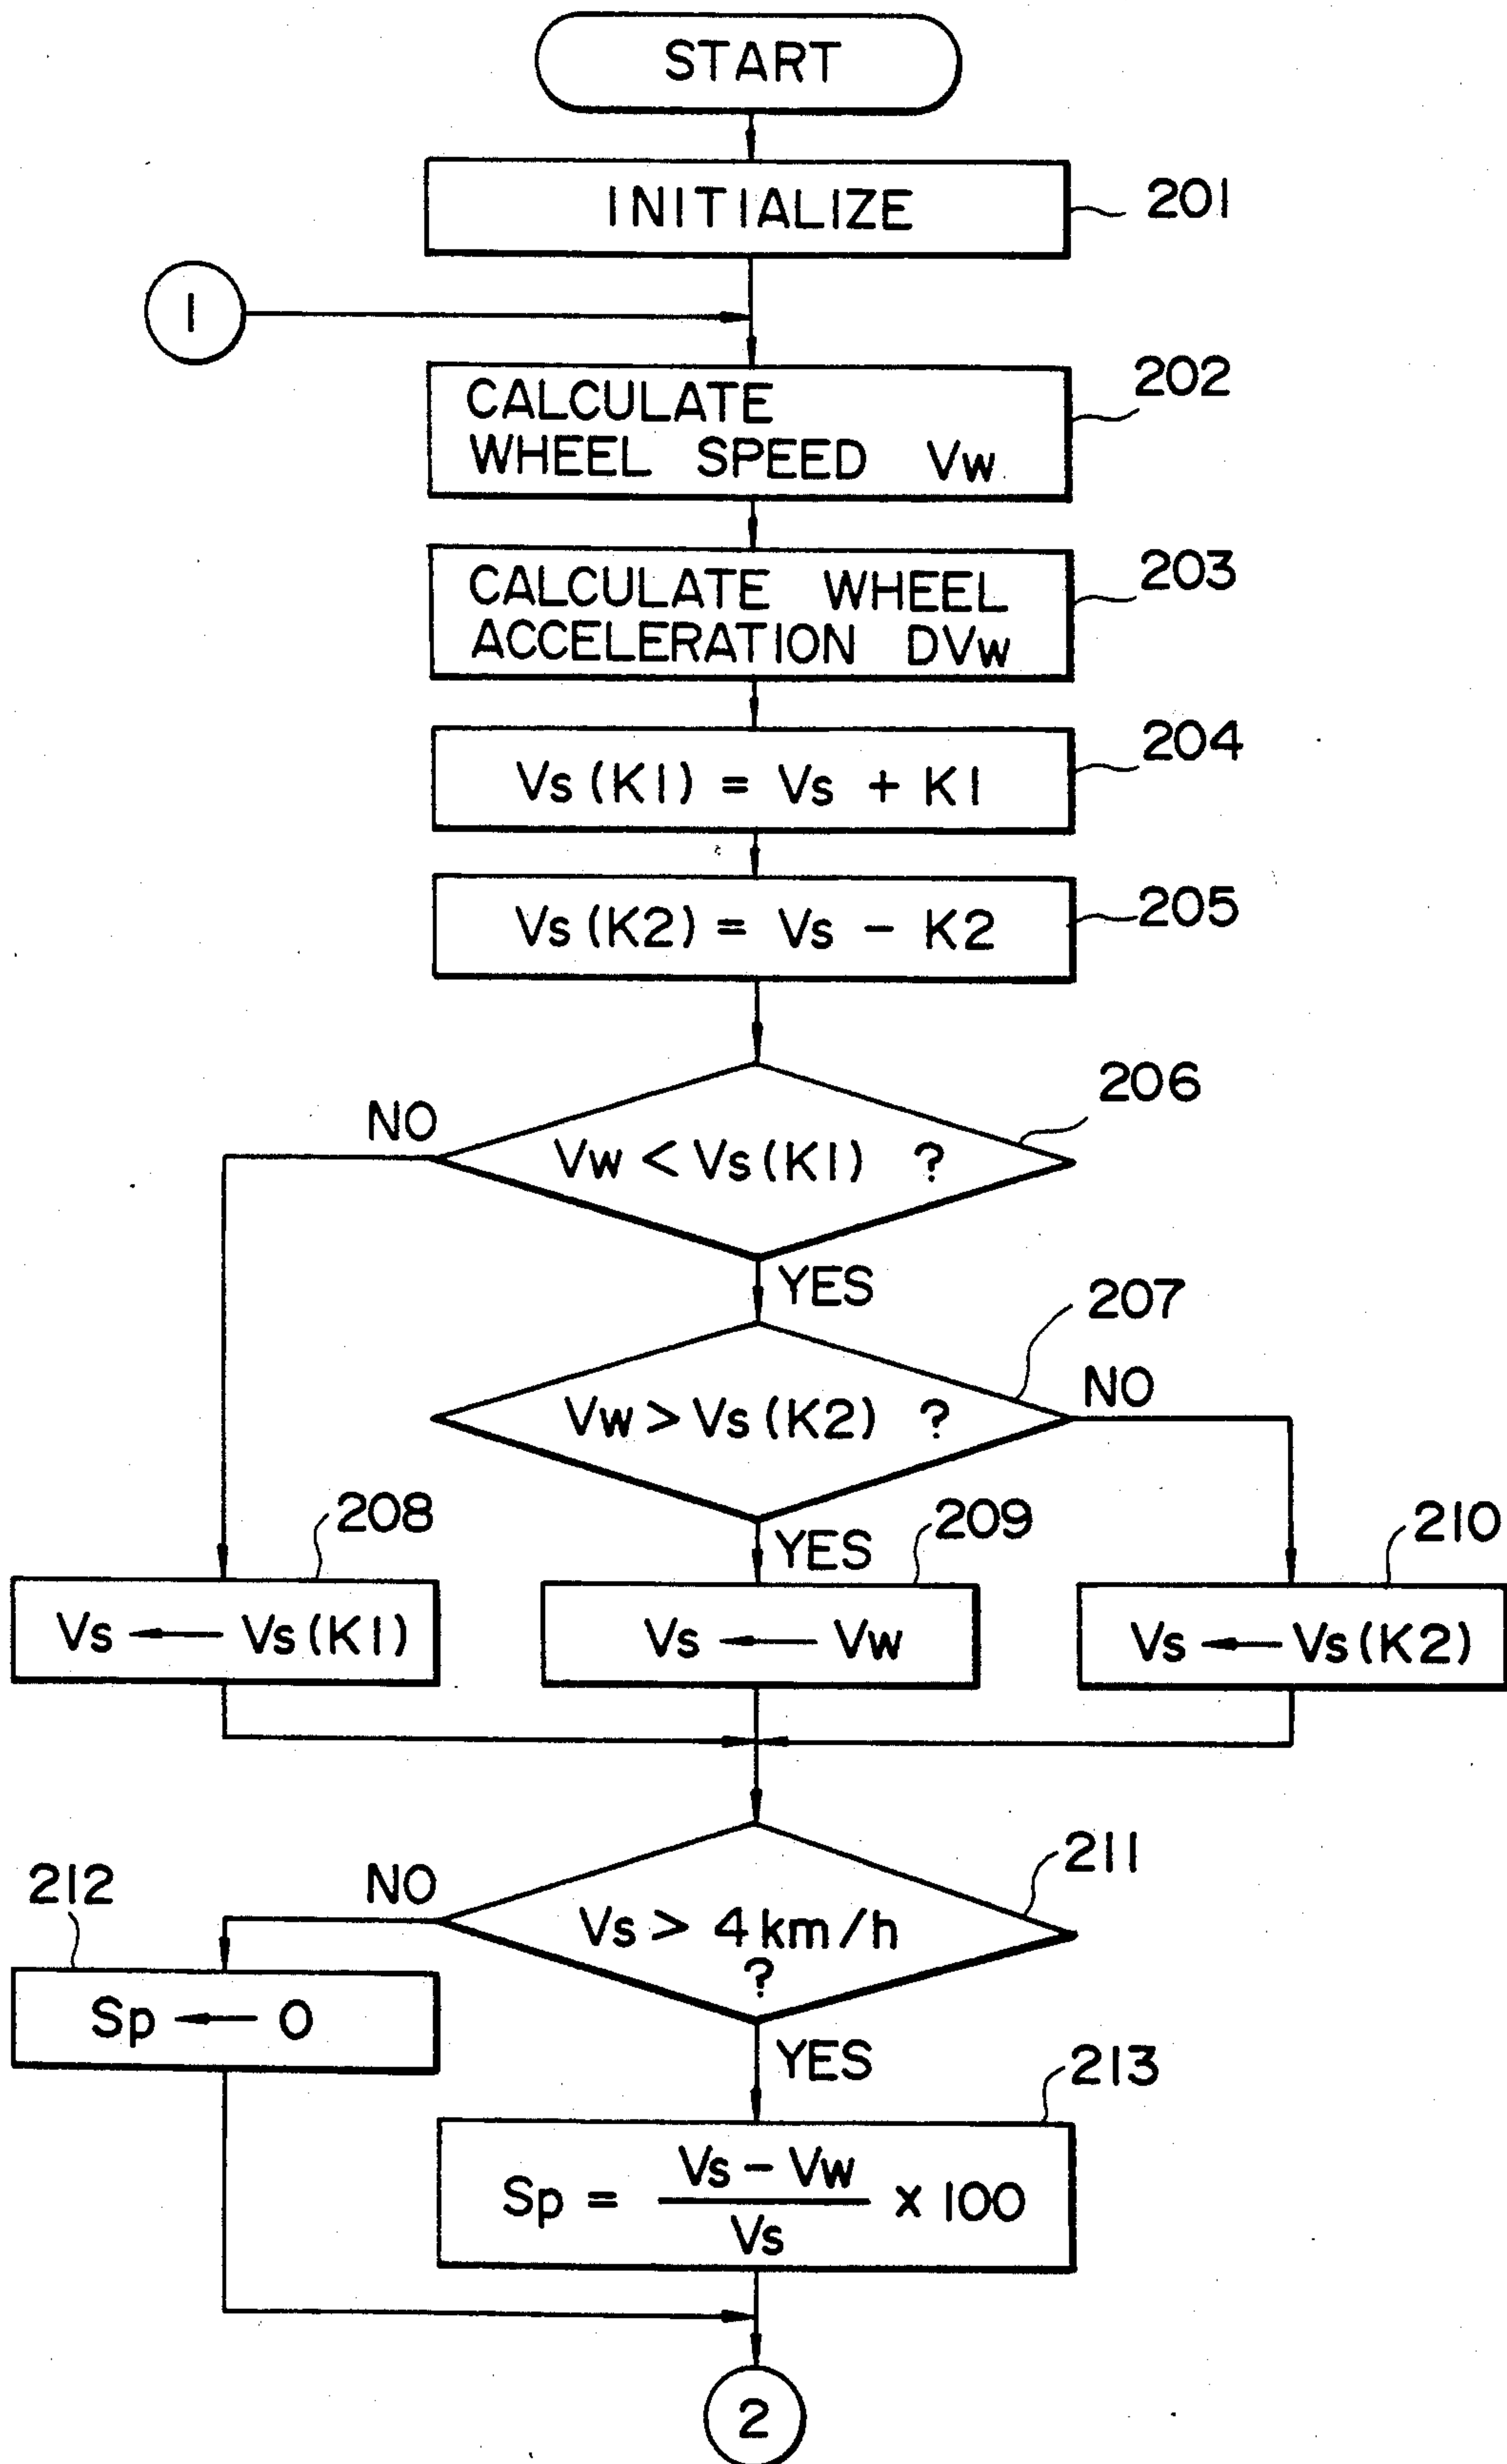 START
INITIALIZE
201
1
CALCULATE
WHEEL SPEED Vw
202
CALCULATE WHEEL
ACCELERATION DVw
203
Vs (K1) = Vs + K1
204
Vs (K2) = Vs - K2
205
206
NO
Vw < Vs (K1) ?
YES
207
NO
Vw > Vs (K2) ?
YES
208
209
210
Vs ← Vs (K1)
Vs ← Vw
Vs ← Vs (K2)
211
212
NO
Vs > 4 km/h
?
Sp ← 0
YES
213
Sp = Vs - Vw / Vs x 100
2